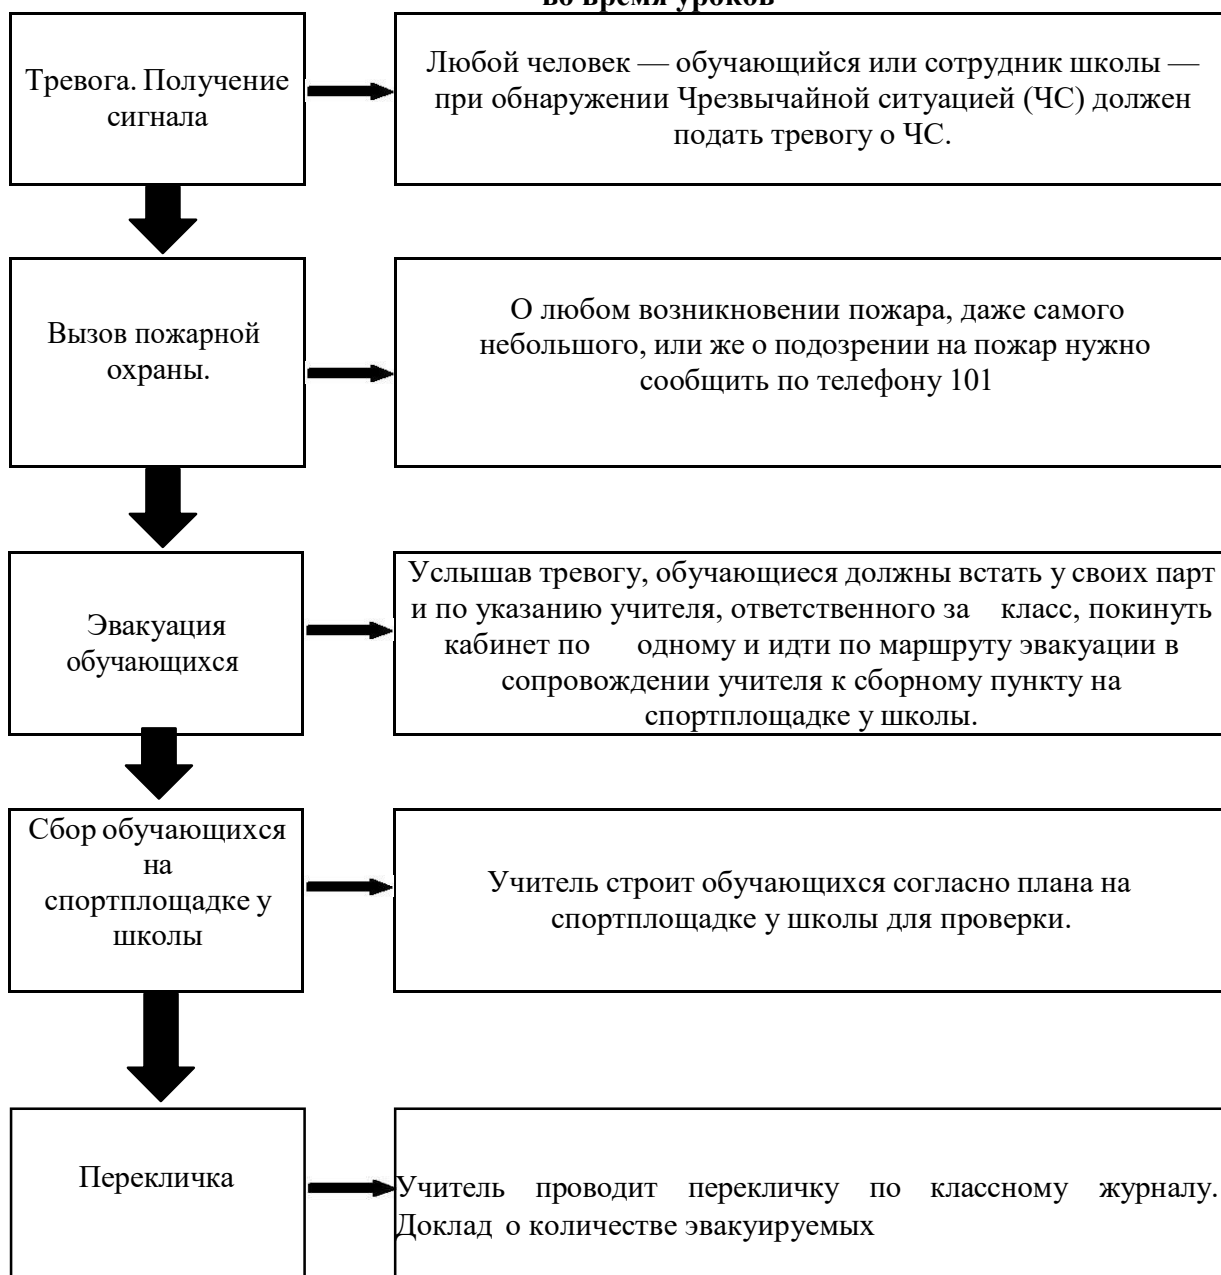 во время уроков
Тревога. Получение
сигнала
Любой человек — обучающийся или сотрудник школы —
при обнаружении Чрезвычайной ситуацией (ЧС) должен
подать тревогу о ЧС.
Вызов пожарной
охраны.
О любом возникновении пожара, даже самого
небольшого, или же о подозрении на пожар нужно
сообщить по телефону 101
Эвакуация
обучающихся
Услышав тревогу, обучающиеся должны встать у своих парт
и по указанию учителя, ответственного за класс, покинуть
кабинет по одному и идти по маршруту эвакуации в
сопровождении учителя к сборному пункту на
спортплощадке у школы.
Сбор обучающихся
на
спортплощадке у
школы
Учитель строит обучающихся согласно плана на
спортплощадке у школы для проверки.
Перекличка
Учитель проводит перекличку по классному журналу.
Доклад о количестве эвакуируемых